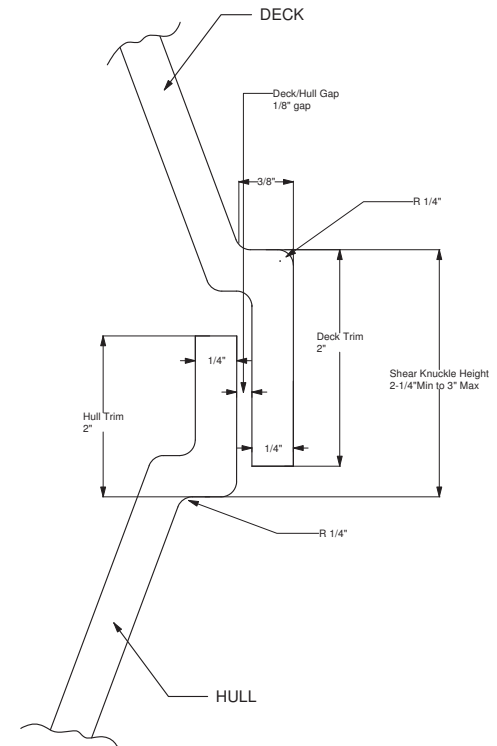 DECK
Deck/Hull Gap
1/8" gap
3/8"
R 1/4"
Deck Trim
2"
1/4"
Shear Knuckle Height
2-1/4"Min to 3" Max
Hull Trim
2"
1/4"
R 1/4"
HULL